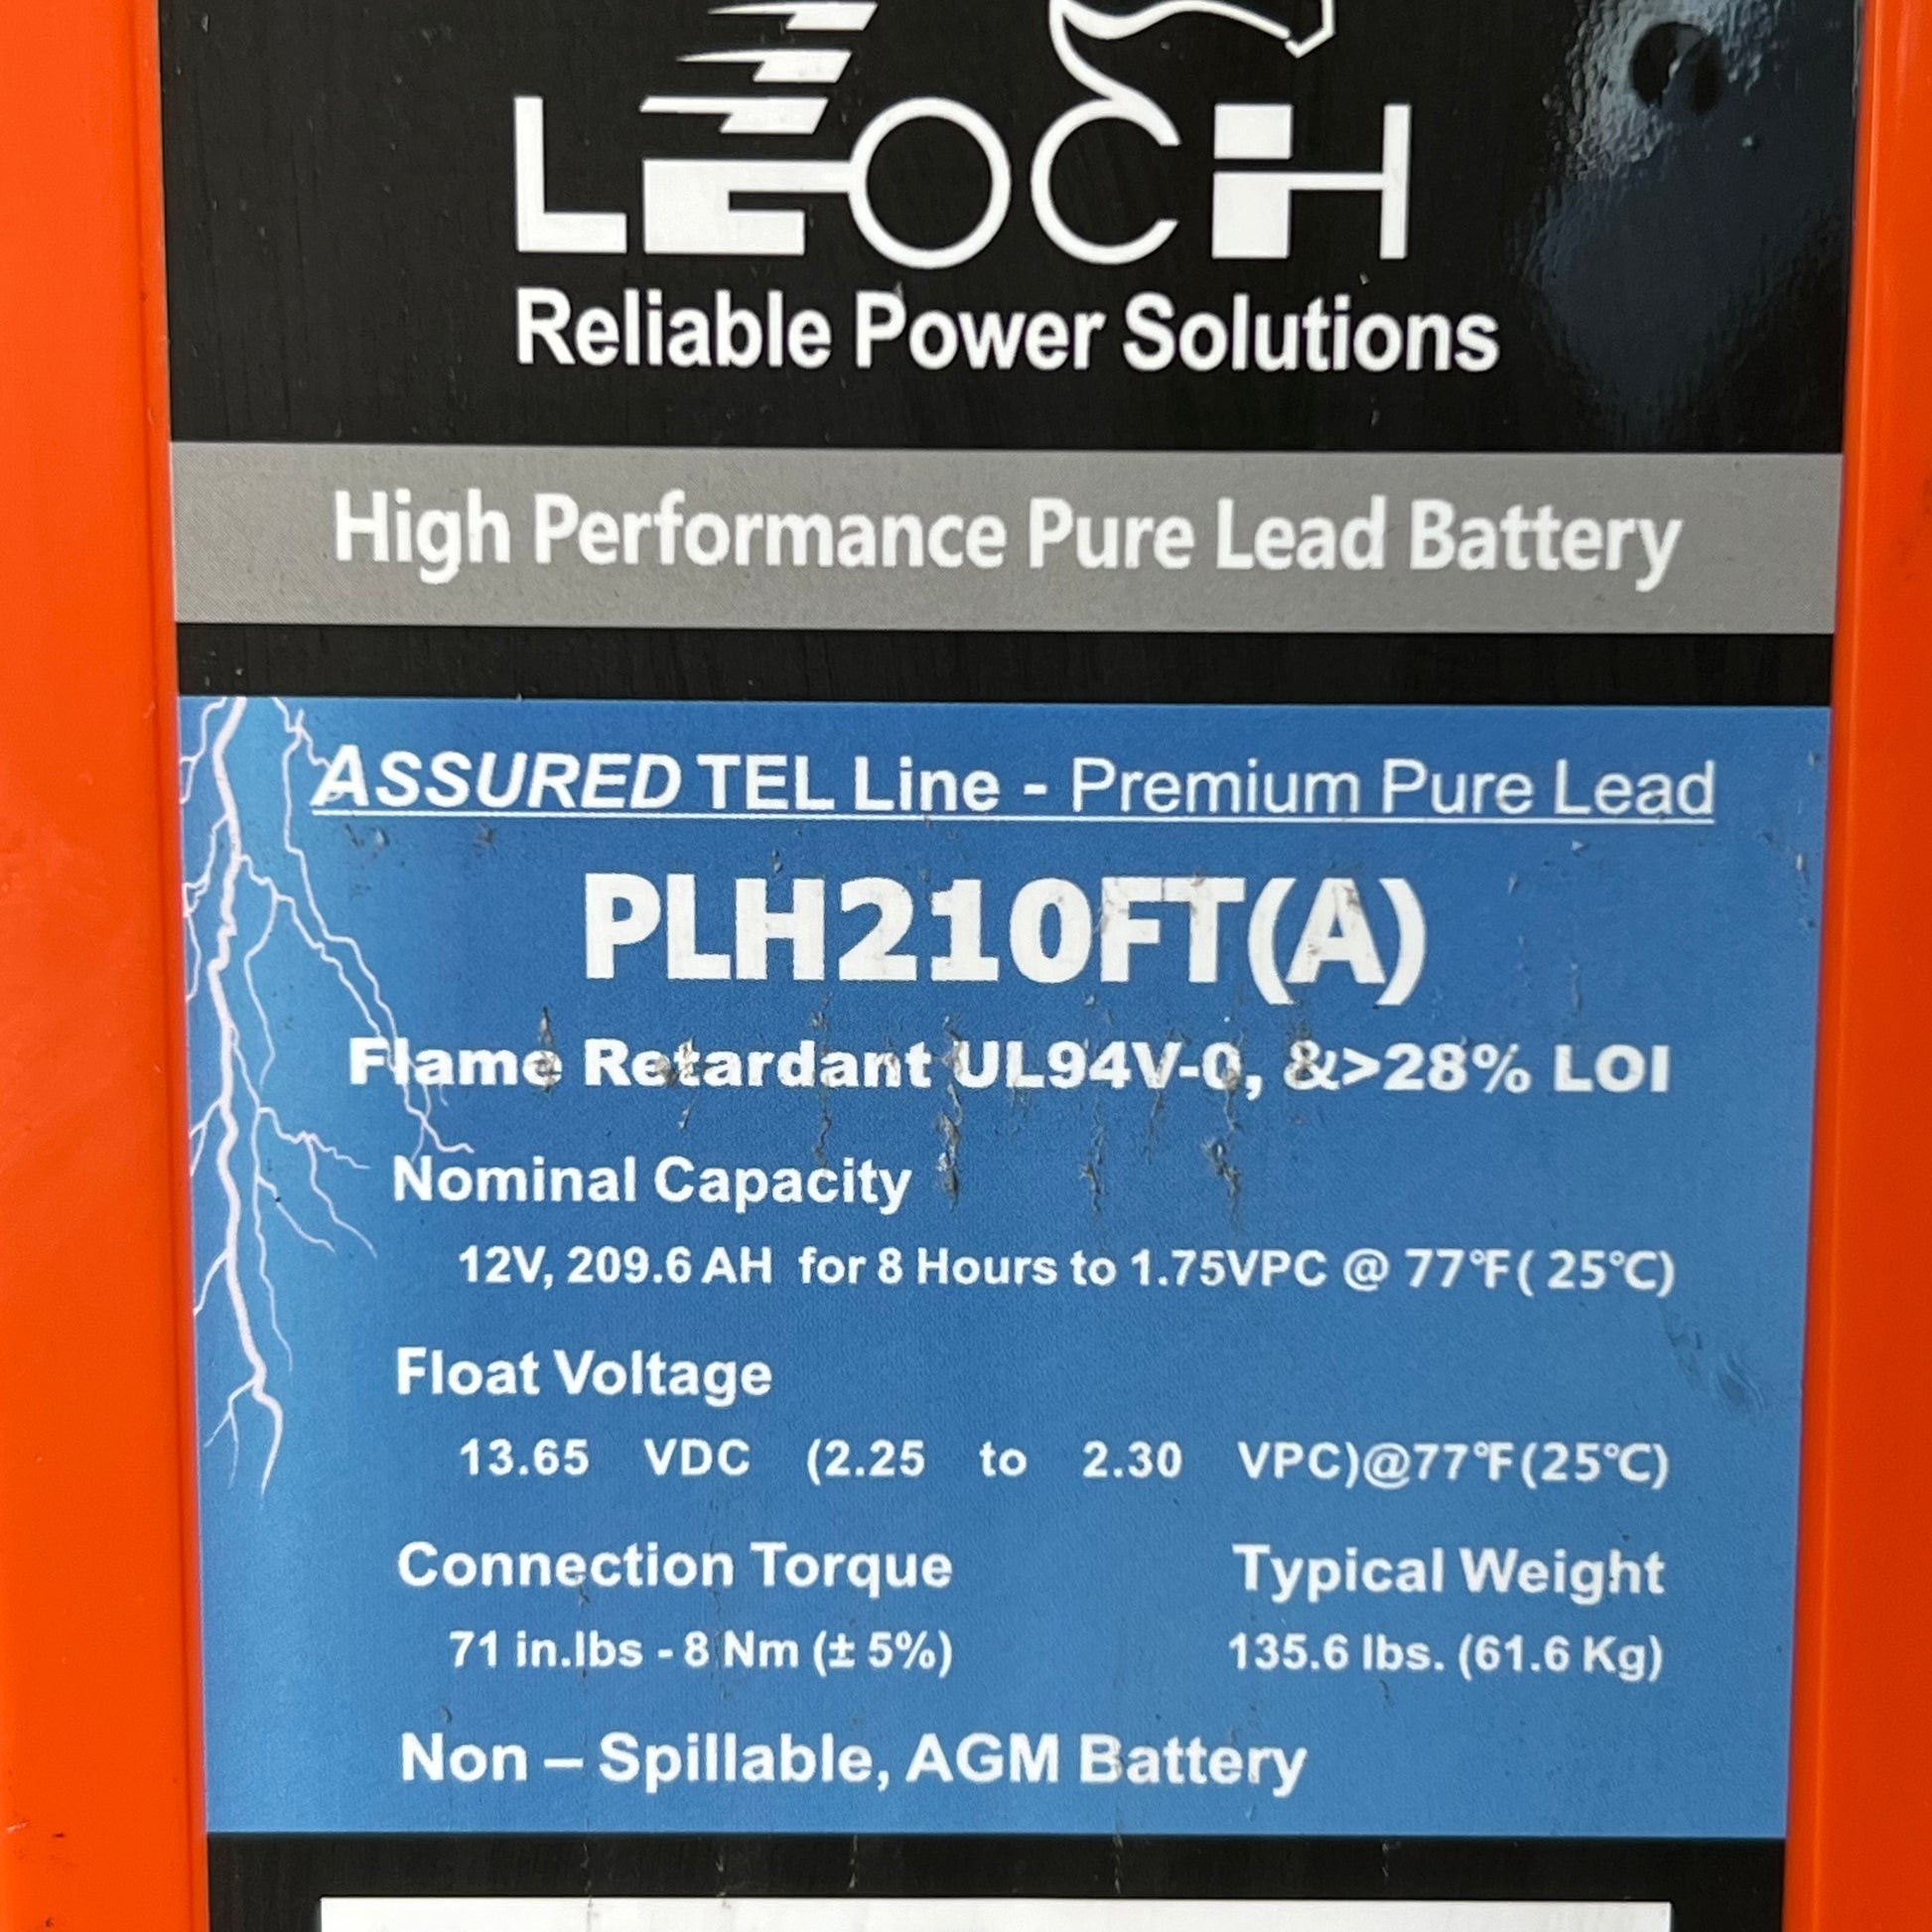 LEOCH
Reliable Power Solutions
High Performance Pure Lead Battery
ASSURED TEL Line - Premium Pure Lead
PLH210FT(A)
Flame Retardant UL94V-0, &>28% LOI
Nominal Capacity
12V, 209.6 AH for 8 Hours to 1.75VPC @ 77℉( 25℃)
Float Voltage
13.65 VDC (2.25 to 2.30 VPC)@77℉(25℃)
Connection Torque Typical Weight
71 in.lbs - 8 Nm (± 5%) 135.6 lbs. (61.6 Kg)
Non – Spillable, AGM Battery